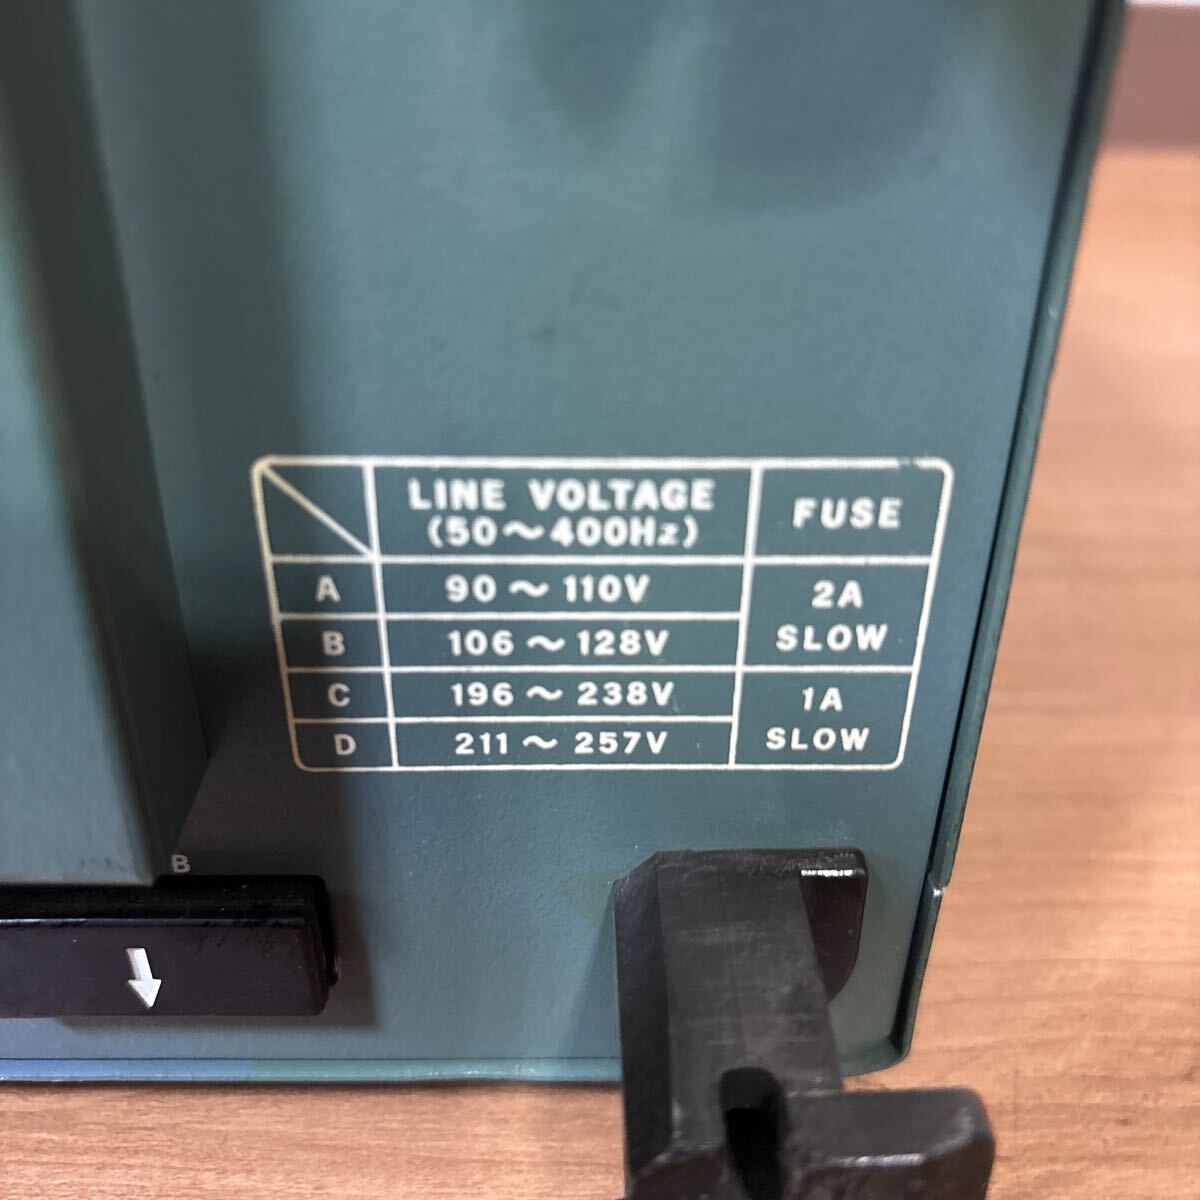 LINE VOLTAGE
(50～400Hz)
FUSE
A 90～110V
2A
SLOW
B 106～128V
C 196～238V
1A
SLOW
D 211～257V
B